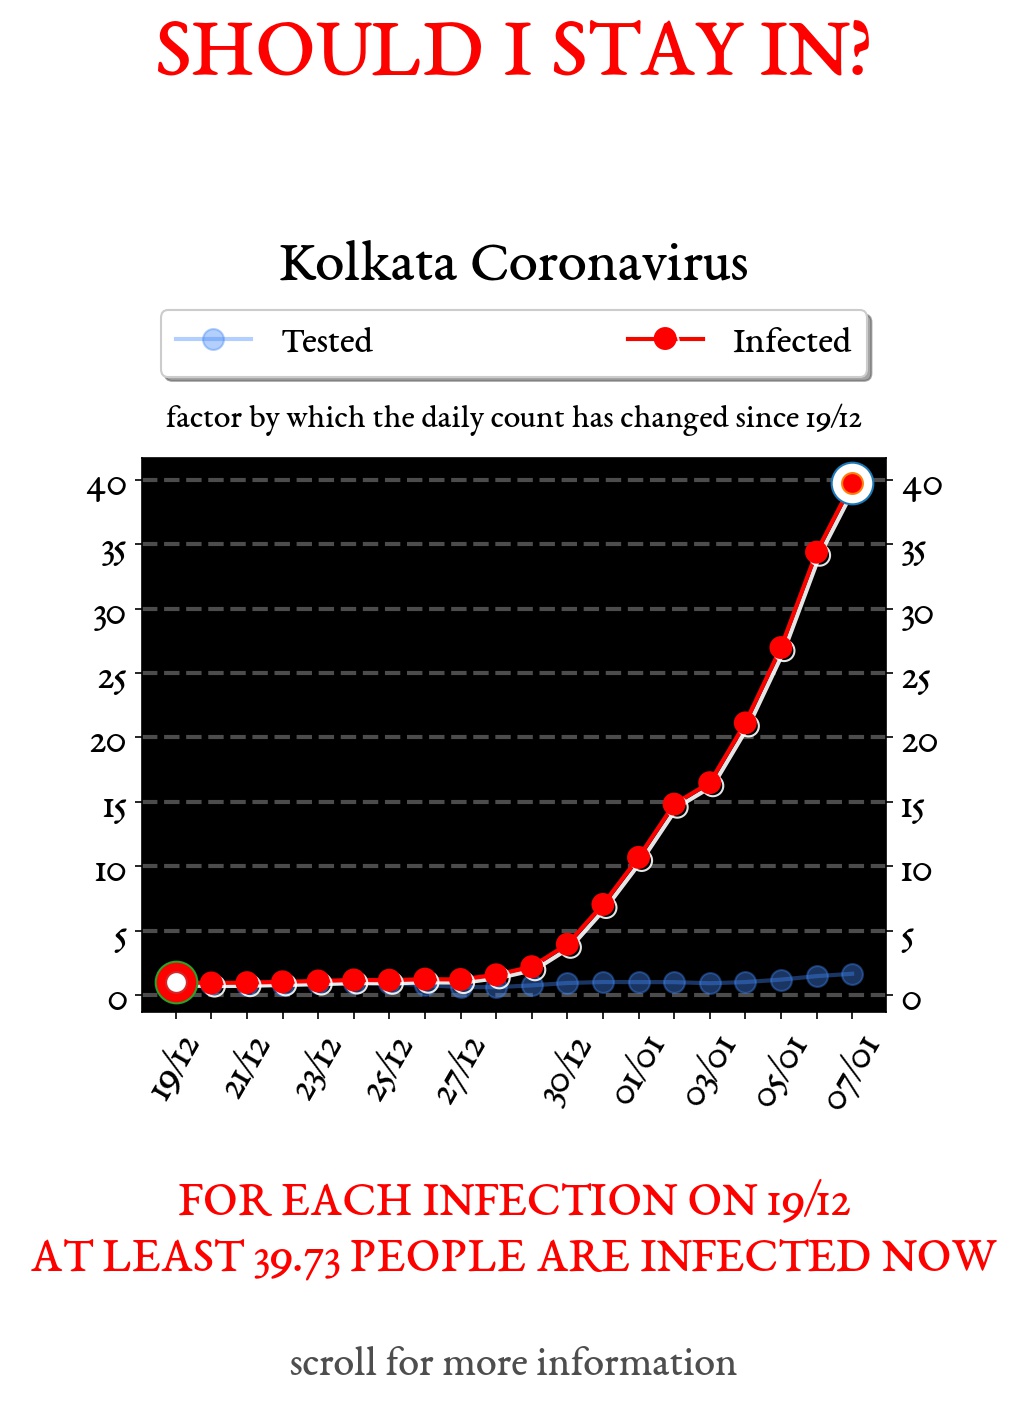 SHOULD I STAY IN?
Kolkata Coronavirus
Tested Infected
factor by which the daily count has changed since 19/12
40 40
35 35
30 30
25 25
20 20
15 15
10 10
5 5
0 0
19/12 21/12 23/12 25/12 27/12 30/12 01/01 03/01 05/01 07/01
FOR EACH INFECTION ON 19/12
AT LEAST 39.73 PEOPLE ARE INFECTED NOW
scroll for more information